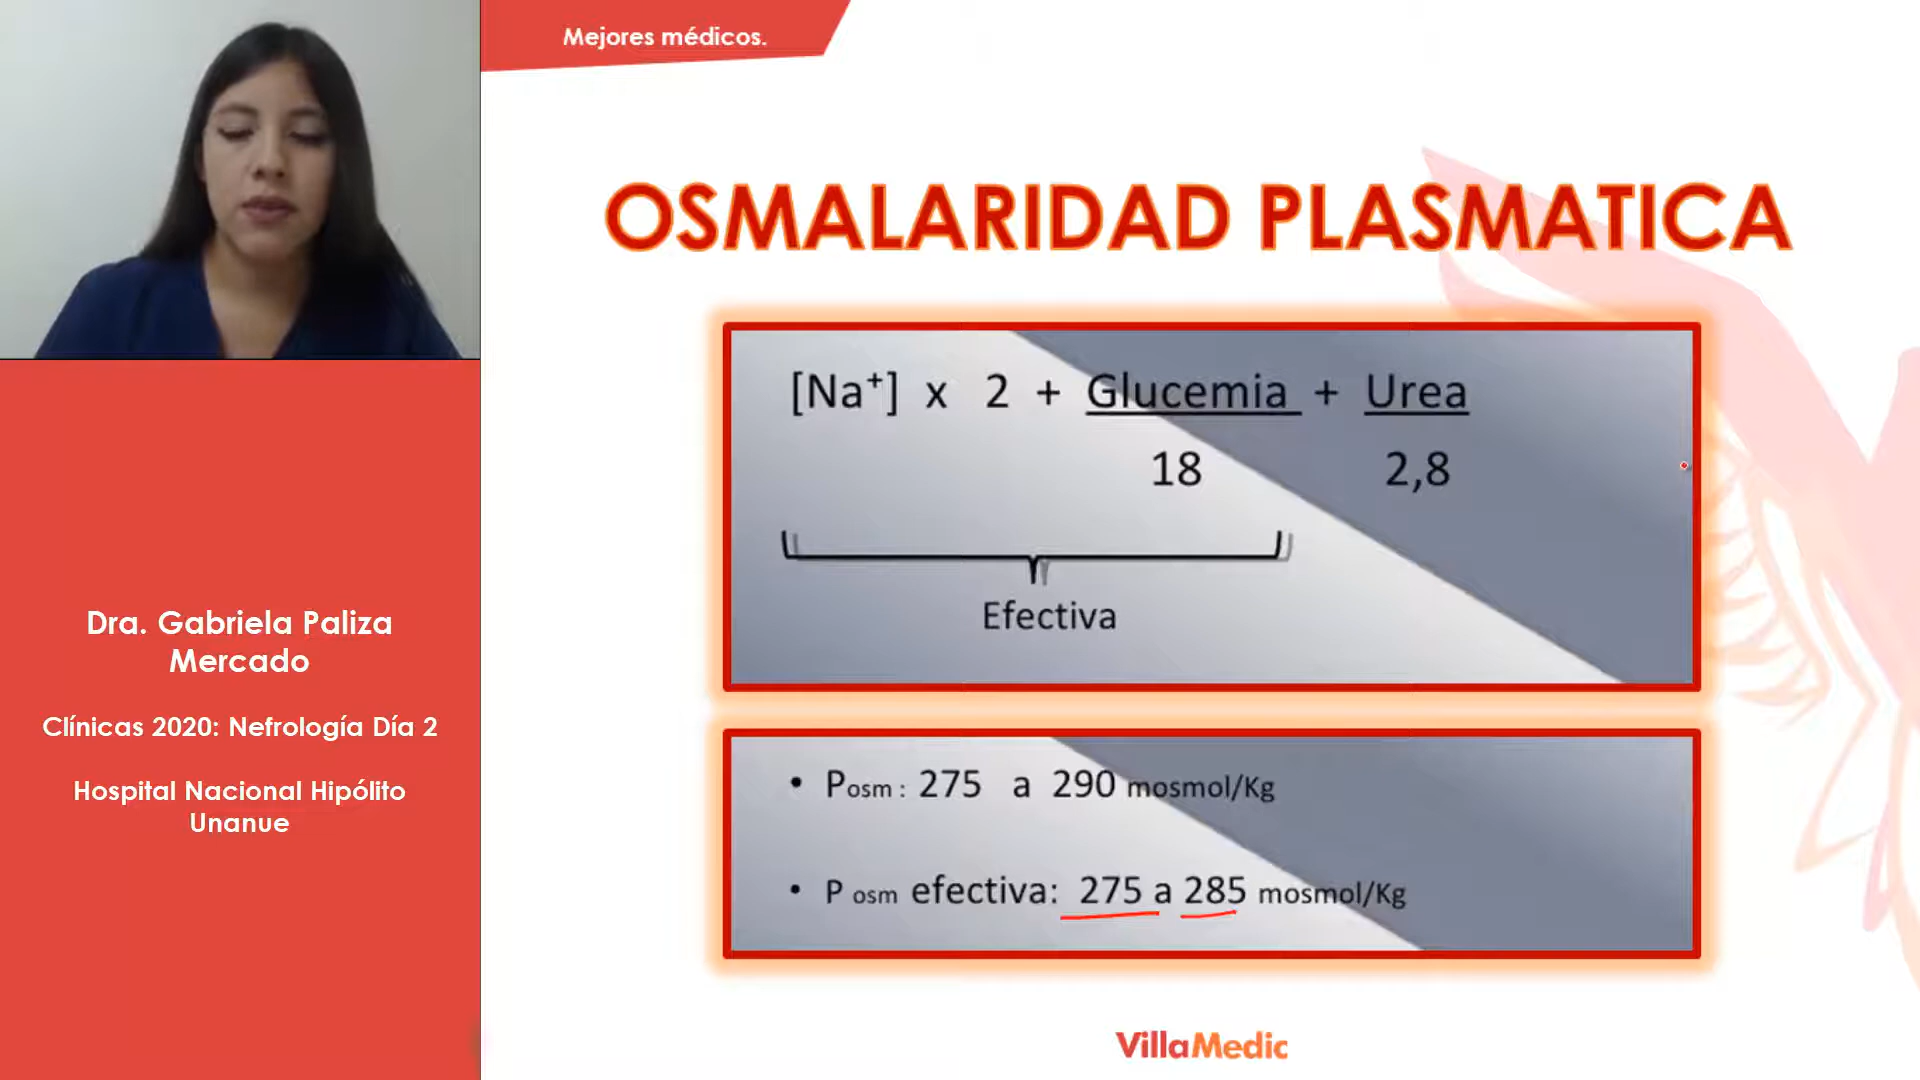 Mejores médicos.
OSMALARIDAD PLASMATICA
[Na⁺] x 2 + Glucemia + Urea
18 2,8
Efectiva
• Posm : 275 a 290 mosmol/Kg
• P osm efectiva: 275 a 285 mosmol/Kg
Dra. Gabriela Paliza
Mercado
Clínicas 2020: Nefrología Día 2
Hospital Nacional Hipólito
Unanue
VillaMedic